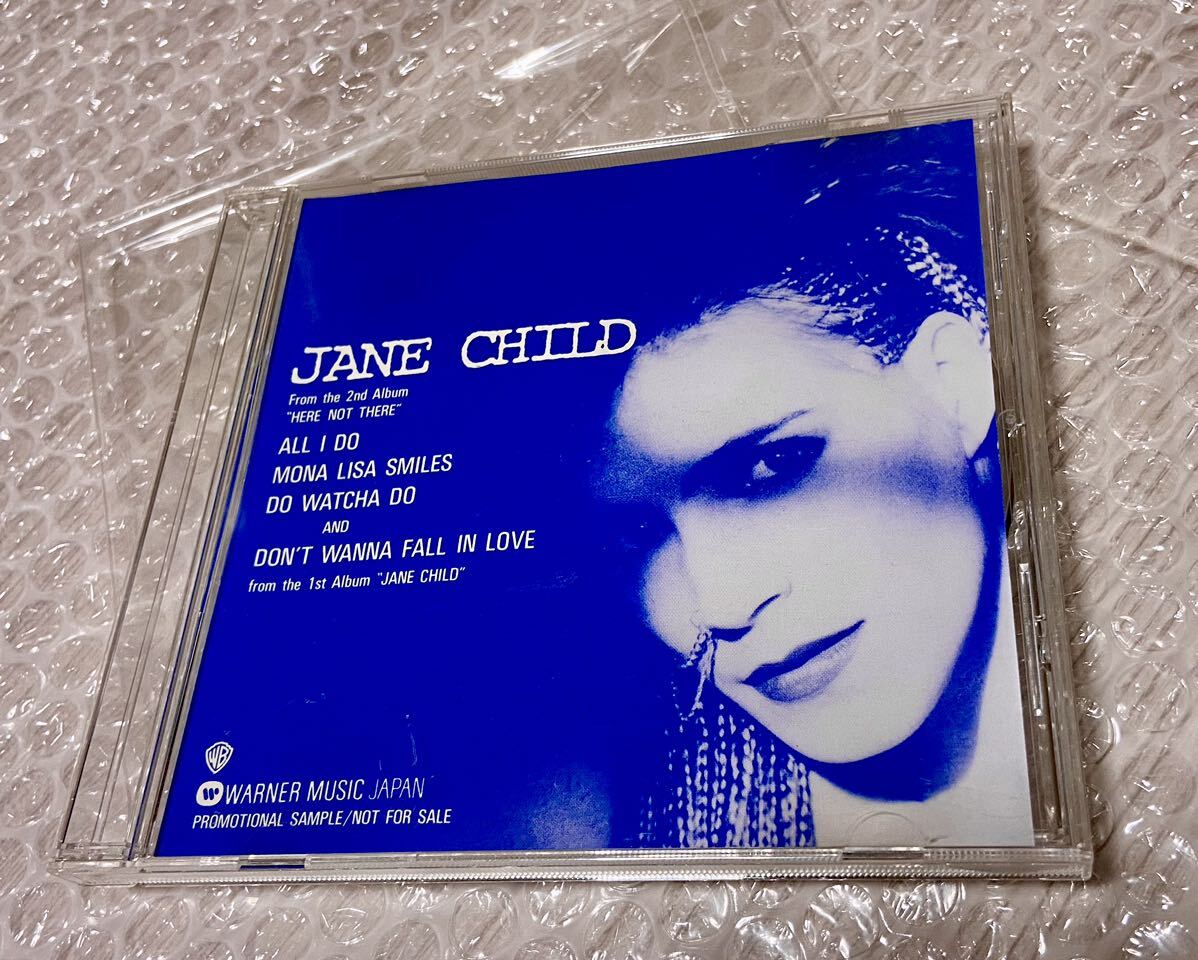 JANE CHILD
From the 2nd Album
"HERE NOT THERE"
ALL I DO
MONA LISA SMILES
DO WATCHA DO
AND
DON'T WANNA FALL IN LOVE
from the 1st Album "JANE CHILD"
WB
WARNER MUSIC JAPAN
PROMOTIONAL SAMPLE/NOT FOR SALE